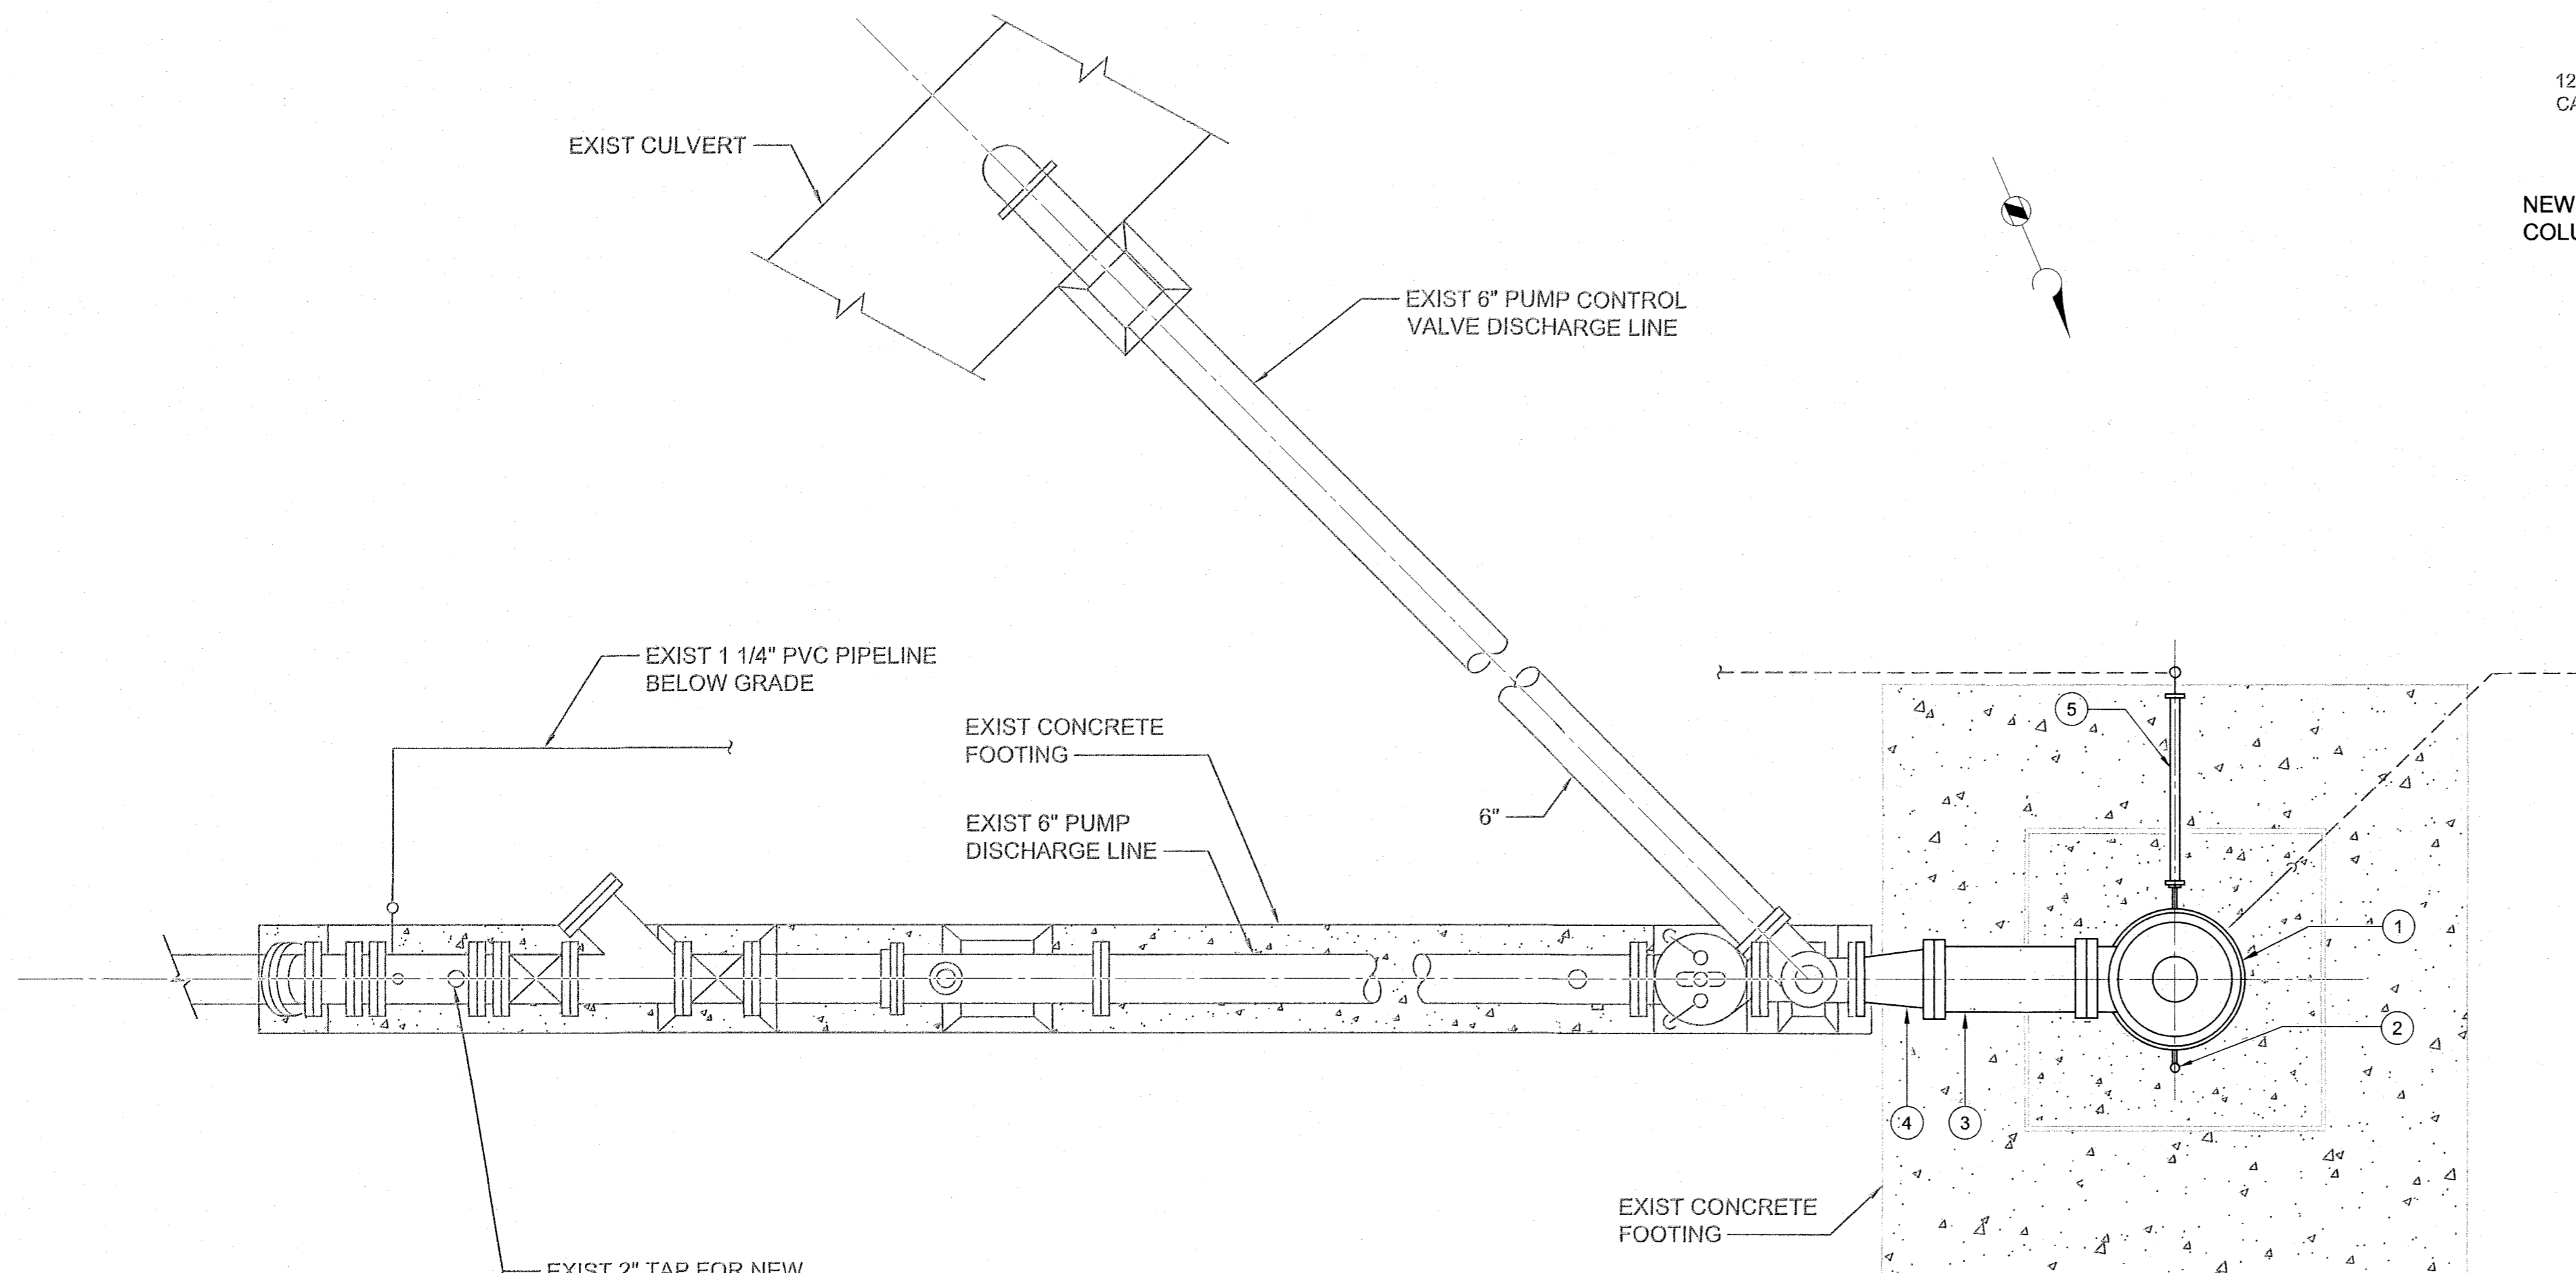 12
CA
EXIST CULVERT
NEW
COLU
EXIST 6" PUMP CONTROL
VALVE DISCHARGE LINE
EXIST 1 1/4" PVC PIPELINE
BELOW GRADE
EXIST CONCRETE
FOOTING
EXIST 6" PUMP
DISCHARGE LINE
6"
5
1
2
4
3
EXIST CONCRETE
FOOTING
EXIST 2" TAP FOR NEW